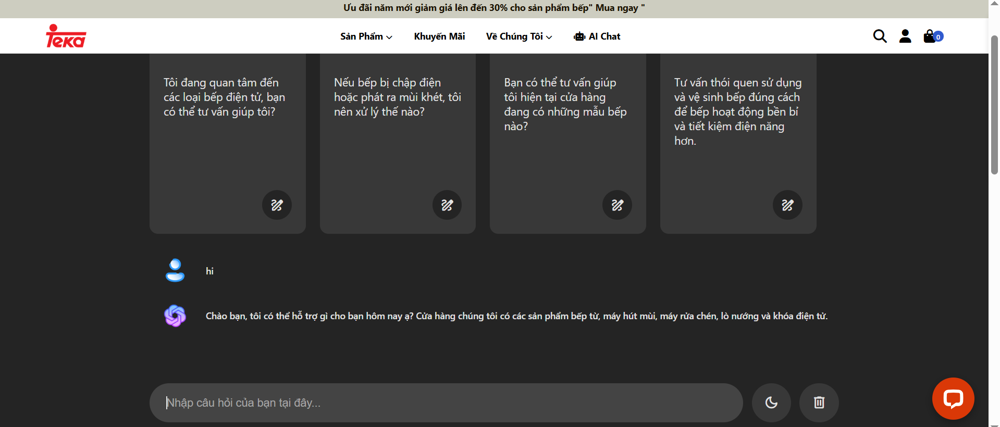 Ưu đãi năm mới giảm giá lên đến 30% cho sản phẩm bếp" Mua ngay "
Teka
Sản Phẩm
Khuyến Mãi
Về Chúng Tôi
AI Chat
0
Tôi đang quan tâm đến
các loại bếp điện tử, bạn
có thể tư vấn giúp tôi?
Nếu bếp bị chập điện
hoặc phát ra mùi khét, tôi
nên xử lý thế nào?
Bạn có thể tư vấn giúp
tôi hiện tại cửa hàng
đang có những mẫu bếp
nào?
Tư vấn thói quen sử dụng
và vệ sinh bếp đúng cách
để bếp hoạt động bền bỉ
và tiết kiệm điện năng
hơn.
hi
Chào bạn, tôi có thể hỗ trợ gì cho bạn hôm nay ạ? Cửa hàng chúng tôi có các sản phẩm bếp từ, máy hút mùi, máy rửa chén, lò nướng và khóa điện tử.
Nhập câu hỏi của bạn tại đây...